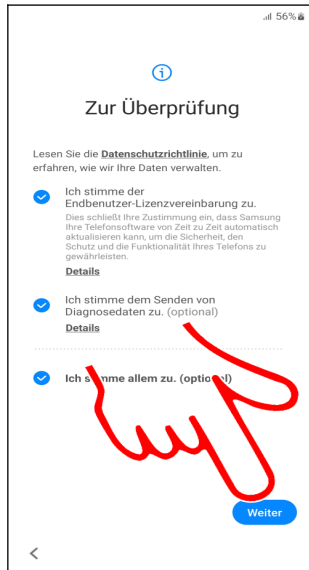 56%
Zur Überprüfung
Lesen Sie die Datenschutzrichtlinie, um zu
erfahren, wie wir Ihre Daten verwalten.
Ich stimme der
Endbenutzer-Lizenzvereinbarung zu.
Dies schließt Ihre Zustimmung ein, dass Samsung
Ihre Telefonsoftware von Zeit zu Zeit automatisch
aktualisieren kann, um die Sicherheit, den
Schutz und die Funktionalität Ihres Telefons zu
gewährleisten.
Details
Ich stimme dem Senden von
Diagnosedaten zu. (optional)
Details
Ich stimme allem zu. (optional)
Weiter